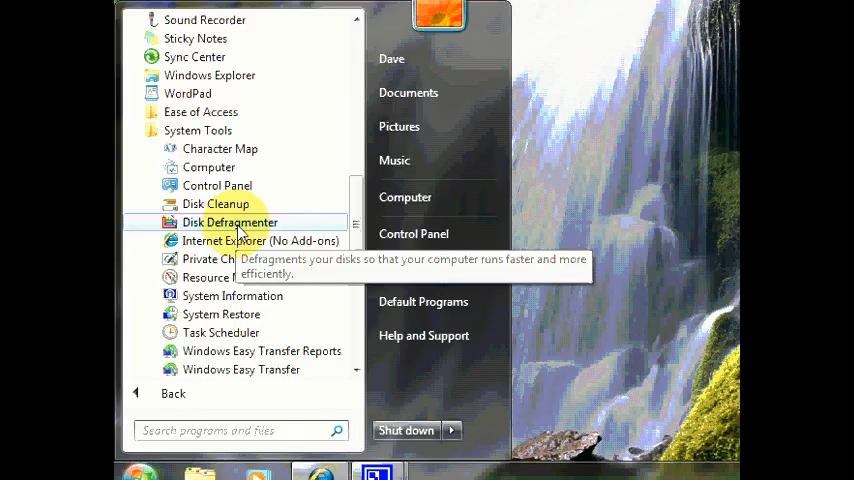 Sound Recorder
Sticky Notes
Sync Center
Windows Explorer
WordPad
Ease of Access
System Tools
Character Map
Computer
Control Panel
Disk Cleanup
Disk Defragmenter
Internet Explorer (No Add-ons)
Private Ch
Resource
System Information
System Restore
Task Scheduler
Windows Easy Transfer Reports
Windows Easy Transfer
Back
Search programs and files
Defragments your disks so that your computer runs faster and more
efficiently.
Dave
Documents
Pictures
Music
Computer
Control Panel
Default Programs
Help and Support
Shut down